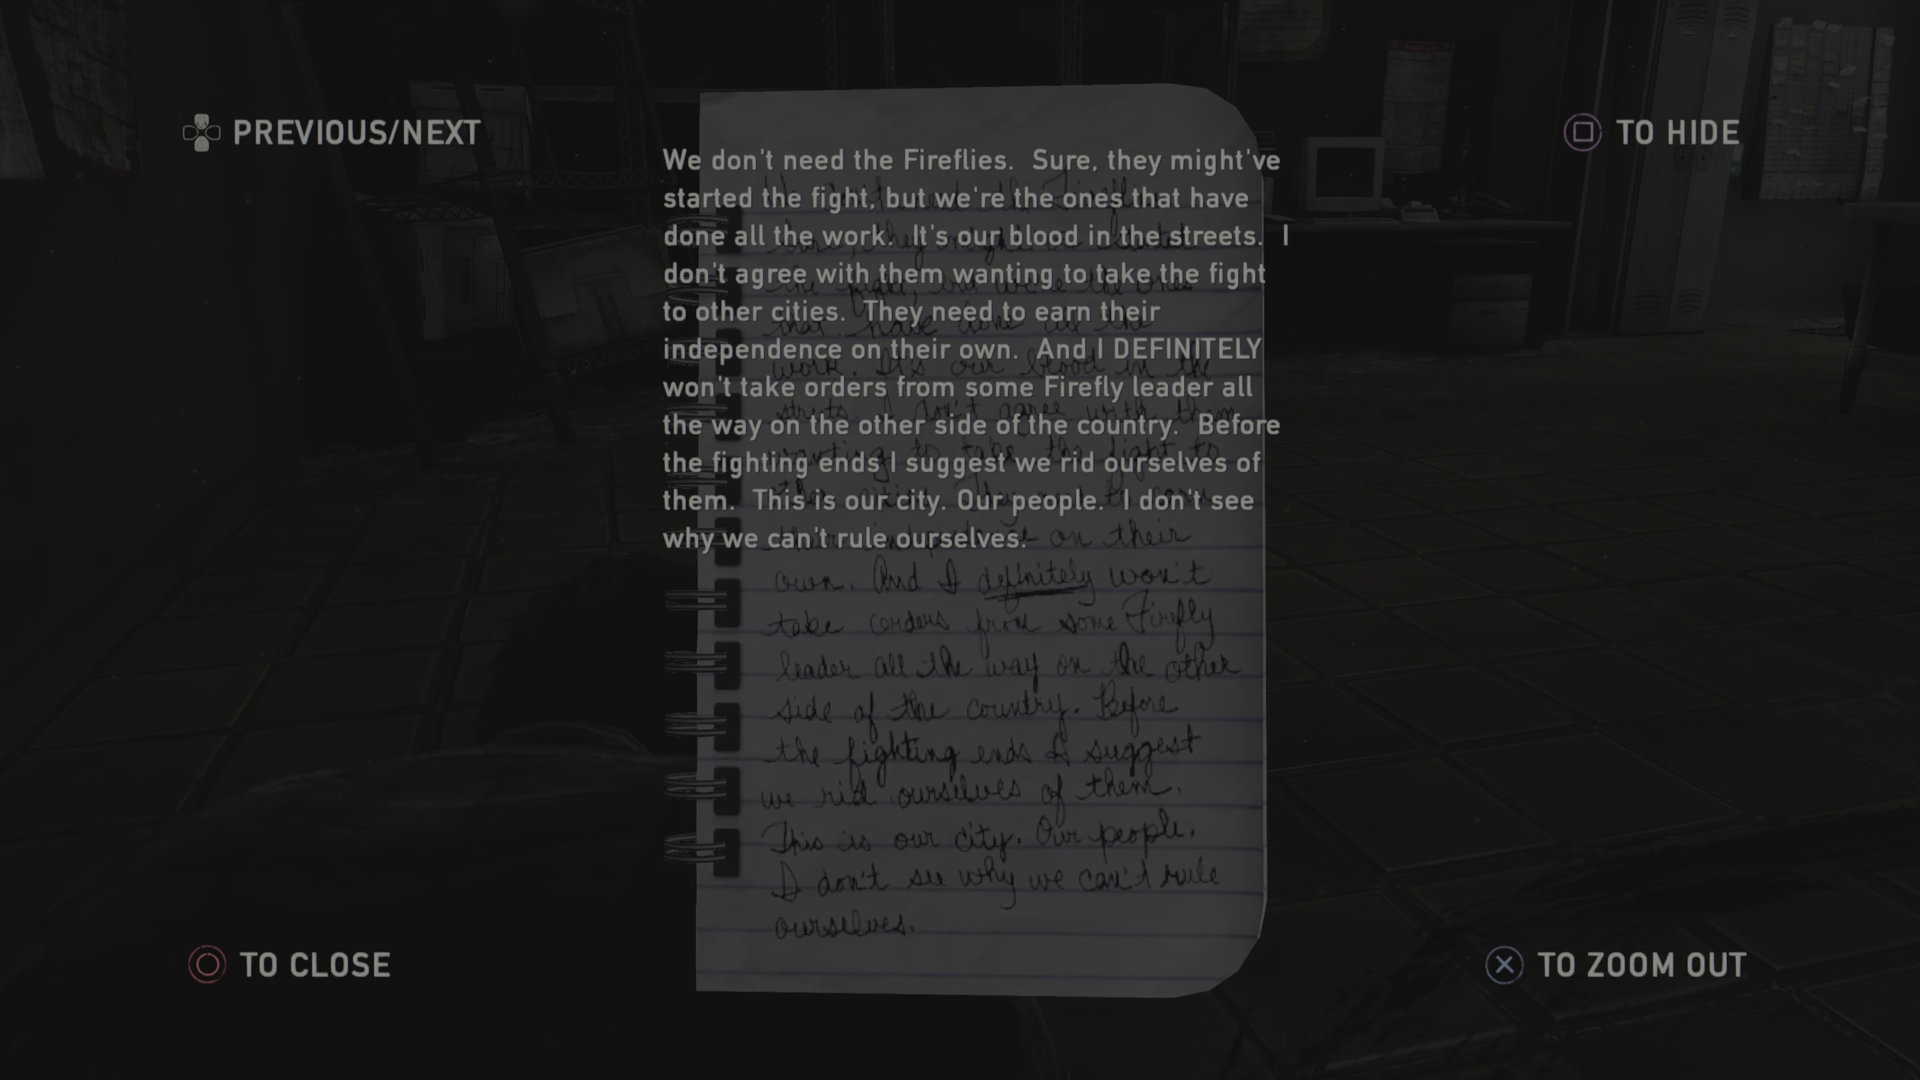 PREVIOUS/NEXT
TO HIDE
We don't need the Fireflies.  Sure, they might've
started the fight, but we're the ones that have
done all the work.  It's our blood in the streets.  I
don't agree with them wanting to take the fight
to other cities.  They need to earn their
independence on their own.  And I DEFINITELY
won't take orders from some Firefly leader all
the way on the other side of the country.  Before
the fighting ends I suggest we rid ourselves of
them.  This is our city. Our people.  I don't see
why we can't rule ourselves.
on their
own. And I definitely won't
take orders from some Firefly
leader all the way on the other
side of the country. Before
the fighting ends I suggest
we rid ourselves of them.
This is our city. Our people.
I don't see why we can't rule
ourselves.
TO CLOSE
TO ZOOM OUT